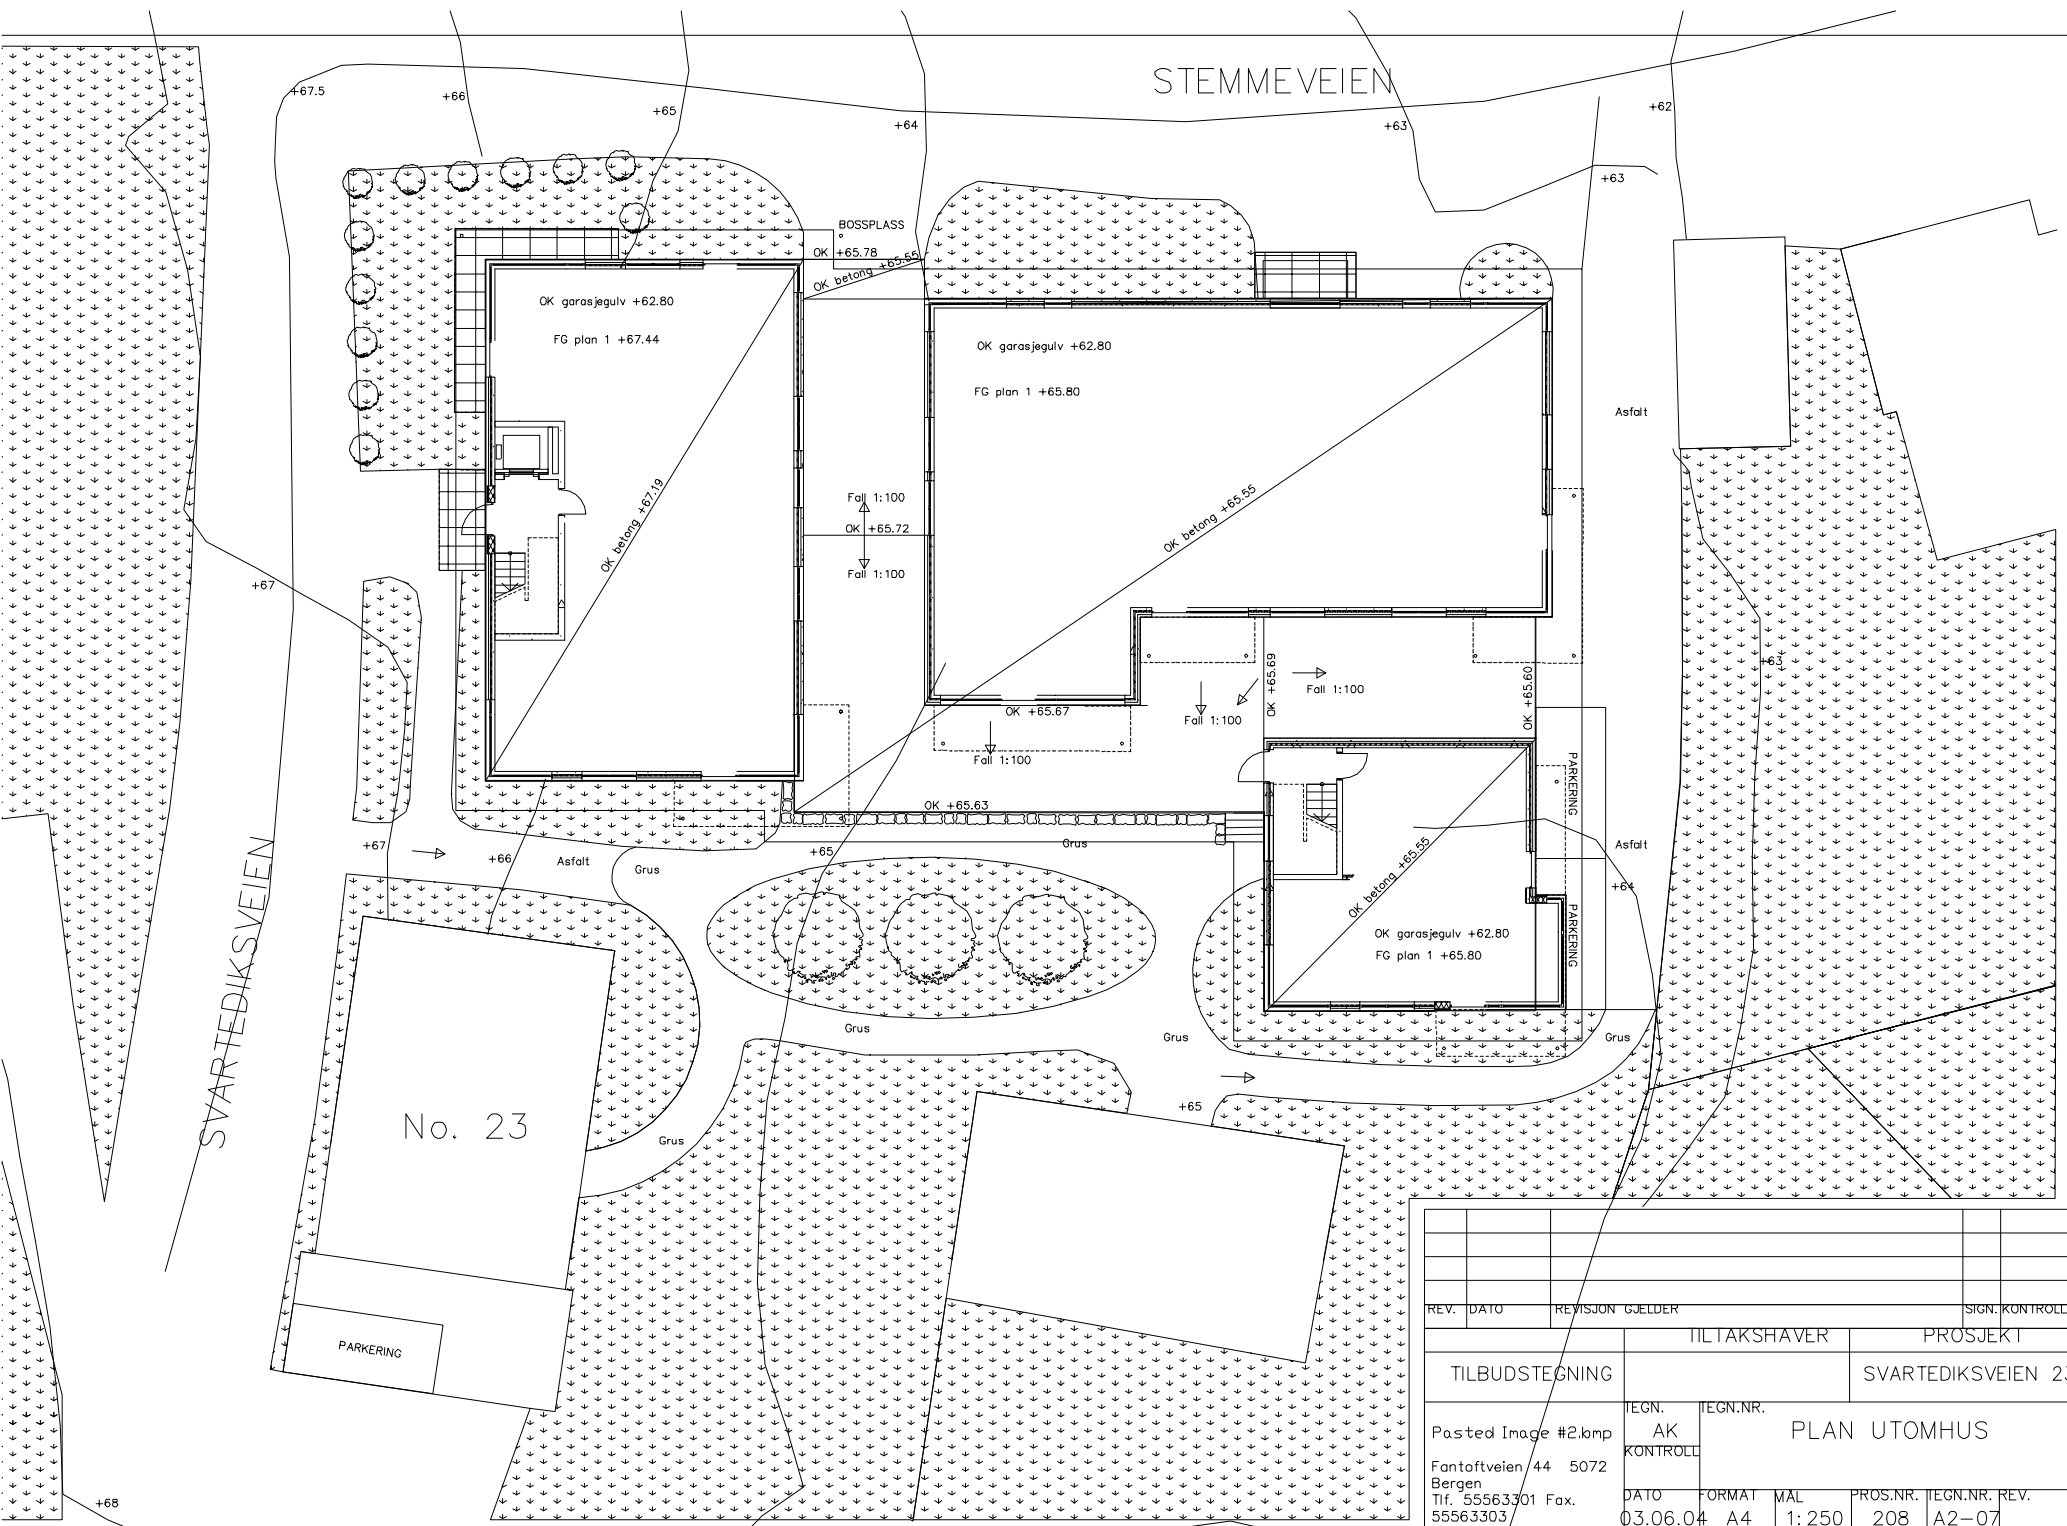 STEMMEVEIEN
+67.5
+66
+65
+64
+63
+62
+63
BOSSPLASS
OK +65.78
OK betong +65.55
OK garasjegulv +62.80
FG plan 1 +67.44
OK garasjegulv +62.80
FG plan 1 +65.80
Asfalt
OK betong +67.19
Fall 1:100
OK +65.72
Fall 1:100
OK betong +65.55
+67
+63
OK +65.69
Fall 1:100
OK +65.60
OK +65.67
Fall 1:100
Fall 1:100
PARKERING
OK +65.63
+67
+66
Asfalt
Grus
+65
Grus
OK betong +65.55
Asfalt
+64
SVARTEDIKSVEIEN
OK garasjegulv +62.80
FG plan 1 +65.80
PARKERING
Grus
Grus
Grus
+65
No. 23
Grus
PARKERING
+68
REV. DATO REVISJON GJELDER SIGN. KONTROLL
TILTAKSHAVER PROSJEKT
TILBUDSTEGNING SVARTEDIKSVEIEN 23
TEGN. TEGN.NR.
Pasted Image #2.bmp AK PLAN UTOMHUS
KONTROLL
Fantoftveien 44 5072
Bergen
Tlf. 55563301 Fax.
55563303
DATO FORMAT MÅL PROS.NR. TEGN.NR. REV.
03.06.04 A4 1:250 208 A2-07